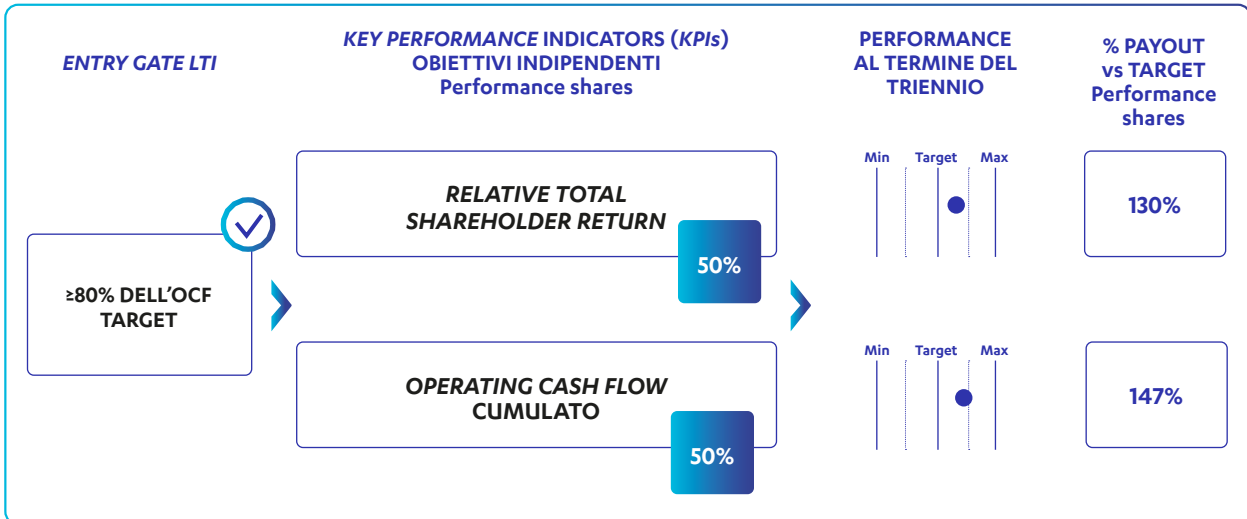 ENTRY GATE LTI
KEY PERFORMANCE INDICATORS (KPIs)
OBIETTIVI INDIPENDENTI
Performance shares
PERFORMANCE
AL TERMINE DEL
TRIENNIO
% PAYOUT
vs TARGET
Performance
shares
≥80% DELL’OCF
TARGET
RELATIVE TOTAL
SHAREHOLDER RETURN
50%
Min Target Max
130%
OPERATING CASH FLOW
CUMULATO
50%
Min Target Max
147%